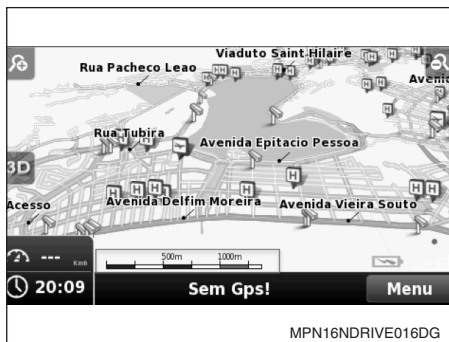 Viaduto Saint Hilaire
Rua Pacheco Leao
Aveni
Rua Tubira
Avenida Epitacio Pessoa
3D
H
H
H
Acesso
Avenida Delfim Moreira
Avenida Vieira Souto
--- Kmh
500m 1000m
20:09
Sem Gps!
Menu
MPN16NDRIVE016DG